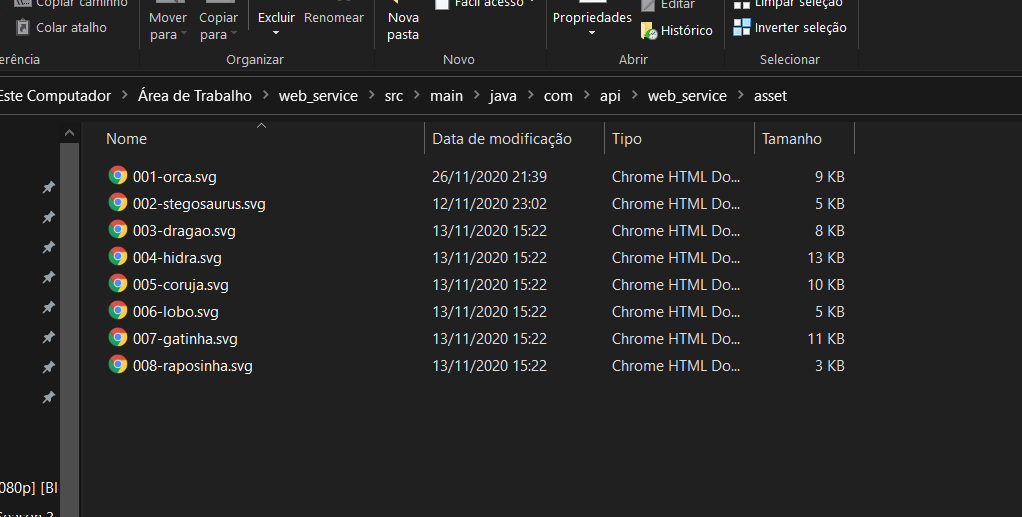 Copiar caminho
Colar atalho
Mover para
Copiar para
Excluir
Renomear
Nova pasta
Fácil acesso
Propriedades
Editar
Histórico
Limpar seleção
Inverter seleção
erência
Organizar
Novo
Abrir
Selecionar
Este Computador > Área de Trabalho > web_service > src > main > java > com > api > web_service > asset
Nome Data de modificação Tipo Tamanho
001-orca.svg 26/11/2020 21:39 Chrome HTML Do... 9 KB
002-stegosaurus.svg 12/11/2020 23:02 Chrome HTML Do... 5 KB
003-dragao.svg 13/11/2020 15:22 Chrome HTML Do... 8 KB
004-hidra.svg 13/11/2020 15:22 Chrome HTML Do... 13 KB
005-coruja.svg 13/11/2020 15:22 Chrome HTML Do... 10 KB
006-lobo.svg 13/11/2020 15:22 Chrome HTML Do... 5 KB
007-gatinha.svg 13/11/2020 15:22 Chrome HTML Do... 11 KB
008-raposinha.svg 13/11/2020 15:22 Chrome HTML Do... 3 KB
080p] [Bl